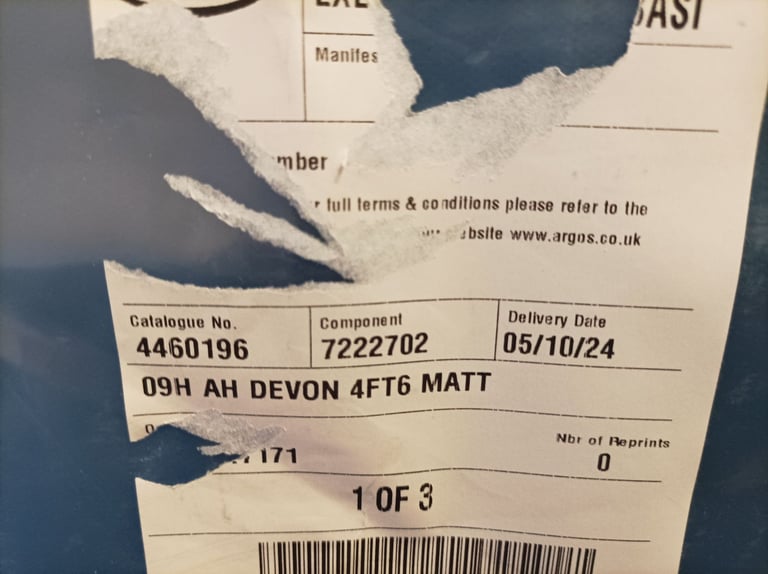 Manifes
mber
full terms & conditions please refer to the
www.argos.co.uk
Catalogue No. Component Delivery Date
4460196 7222702 05/10/24
09H AH DEVON 4FT6 MATT
Nbr of Reprints
171 0
1 OF 3